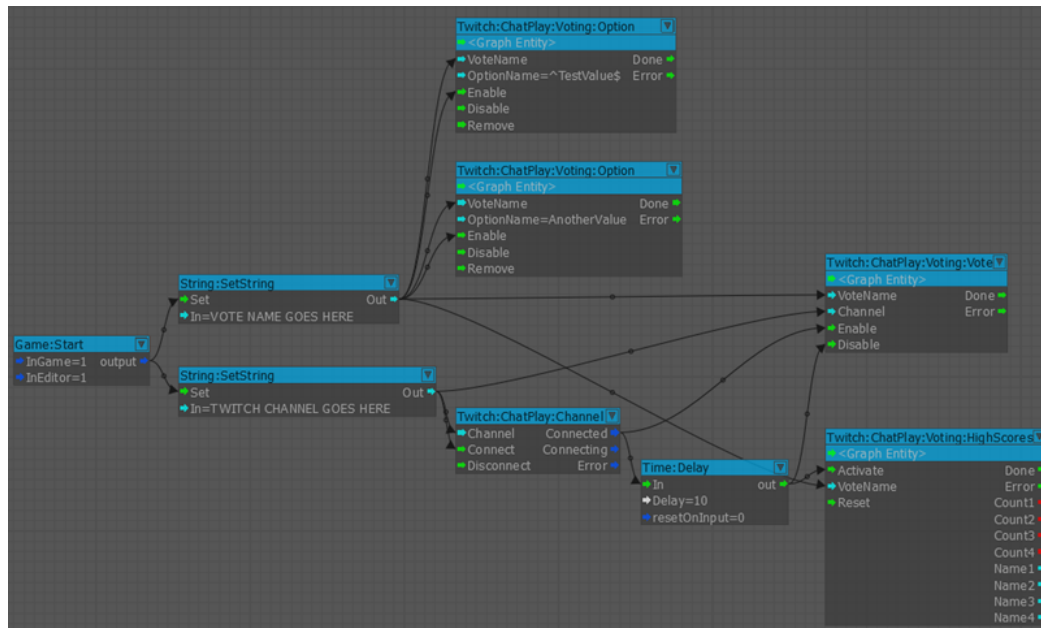 Twitch:ChatPlay:Voting:Option
<Graph Entity>
VoteName Done
OptionName=^TestValue$ Error
Enable
Disable
Remove
Twitch:ChatPlay:Voting:Option
<Graph Entity>
VoteName Done
OptionName=AnotherValue Error
Enable
Disable
Remove
String:SetString
Set Out
In=VOTE NAME GOES HERE
Game:Start
InGame=1 output
InEditor=1
String:SetString
Set Out
In=TWITCH CHANNEL GOES HERE
Twitch:ChatPlay:Channel
Channel Connected
Connect Connecting
Disconnect Error
Time:Delay
In out
Delay=10
resetOnInput=0
Twitch:ChatPlay:Voting:Vote
<Graph Entity>
VoteName Done
Channel Error
Enable
Disable
Twitch:ChatPlay:Voting:HighScores
<Graph Entity>
Activate Done
VoteName Error
Reset Count1
Count2
Count3
Count4
Name1
Name2
Name3
Name4